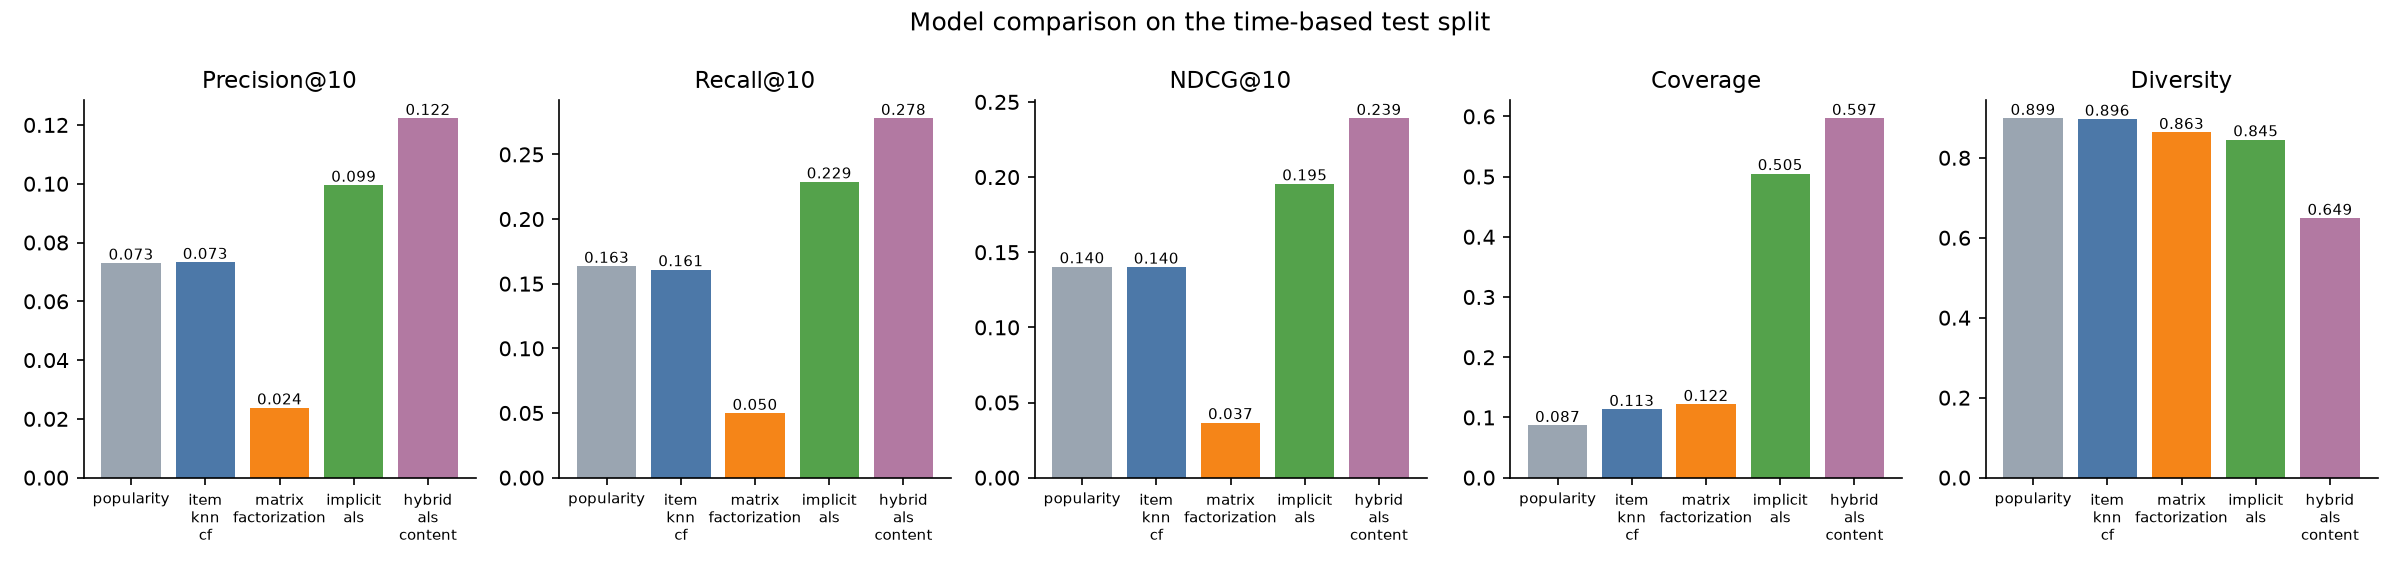 Model comparison on the time-based test split
Precision@10
0.12
0.10
0.08
0.06
0.04
0.02
0.00
0.073
0.073
0.024
0.099
0.122
popularity
item
knn
cf
matrix
factorization
implicit
als
hybrid
als
content
Recall@10
0.25
0.20
0.15
0.10
0.05
0.00
0.163
0.161
0.050
0.229
0.278
popularity
item
knn
cf
matrix
factorization
implicit
als
hybrid
als
content
NDCG@10
0.25
0.20
0.15
0.10
0.05
0.00
0.140
0.140
0.037
0.195
0.239
popularity
item
knn
cf
matrix
factorization
implicit
als
hybrid
als
content
Coverage
0.6
0.5
0.4
0.3
0.2
0.1
0.0
0.087
0.113
0.122
0.505
0.597
popularity
item
knn
cf
matrix
factorization
implicit
als
hybrid
als
content
Diversity
0.8
0.6
0.4
0.2
0.0
0.899
0.896
0.863
0.845
0.649
popularity
item
knn
cf
matrix
factorization
implicit
als
hybrid
als
content